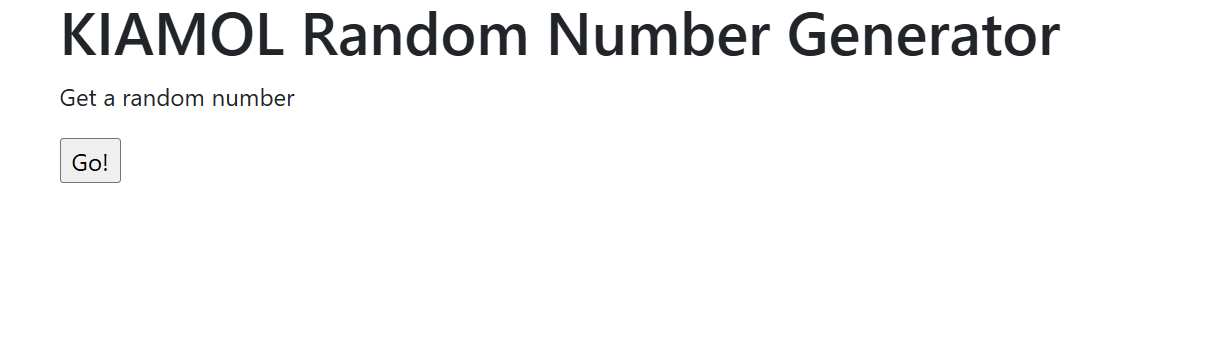 KIAMOL Random Number Generator
Get a random number
Go!